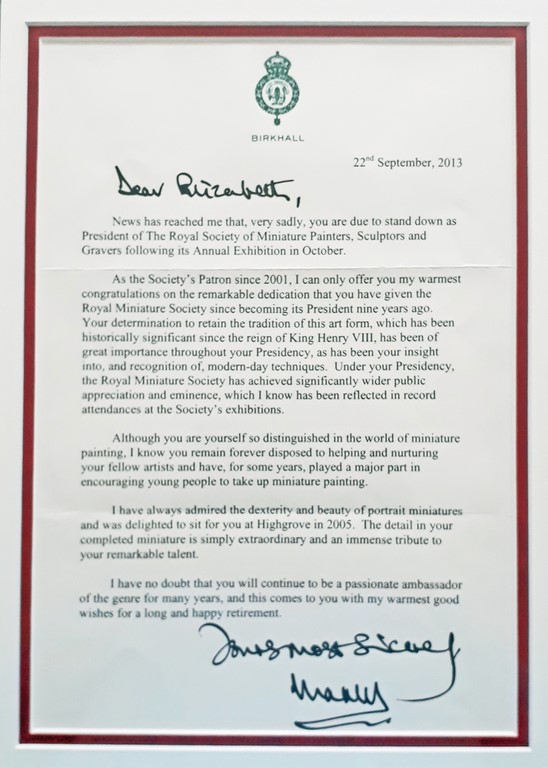 BIRKHALL
22nd September, 2013
Dear Elizabeth,
News has reached me that, very sadly, you are due to stand down as
President of The Royal Society of Miniature Painters, Sculptors and
Gravers following its Annual Exhibition in October.
As the Society's Patron since 2001, I can only offer you my warmest
congratulations on the remarkable dedication that you have given the
Royal Miniature Society since becoming its President nine years ago.
Your determination to retain the tradition of this art form, which has been
historically significant since the reign of King Henry VIII, has been of
great importance throughout your Presidency, as has been your insight
into, and recognition of, modern-day techniques. Under your Presidency,
the Royal Miniature Society has achieved significantly wider public
appreciation and eminence, which I know has been reflected in record
attendances at the Society's exhibitions.
Although you are yourself so distinguished in the world of miniature
painting, I know you remain forever disposed to helping and nurturing
your fellow artists and have, for some years, played a major part in
encouraging young people to take up miniature painting.
I have always admired the dexterity and beauty of portrait miniatures
and was delighted to sit for you at Highgrove in 2005. The detail in your
completed miniature is simply extraordinary and an immense tribute to
your remarkable talent.
I have no doubt that you will continue to be a passionate ambassador
of the genre for many years, and this comes to you with my warmest good
wishes for a long and happy retirement.
Yours most sincerely